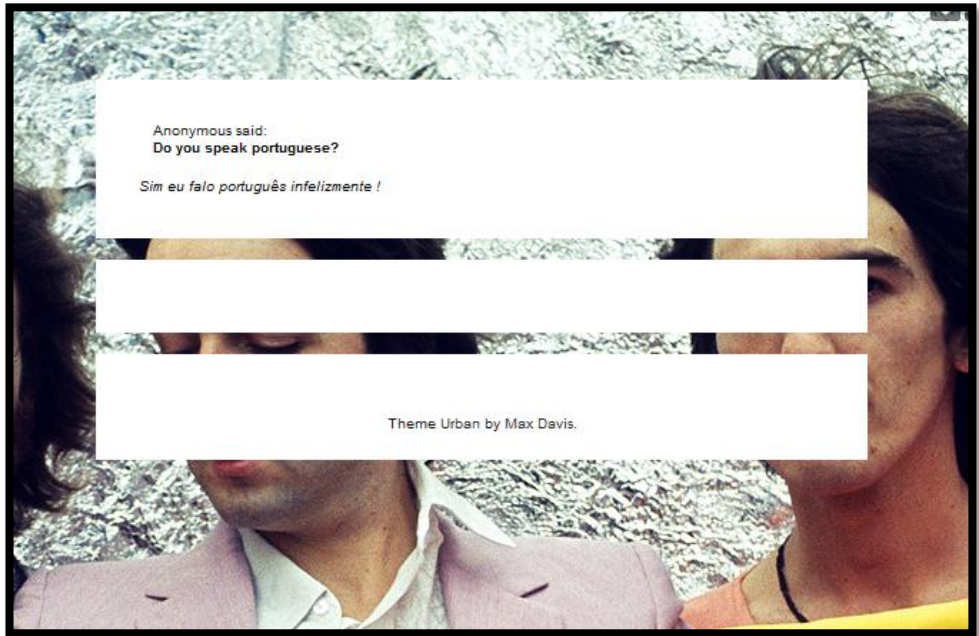 Anonymous said:
Do you speak portuguese?
Sim eu falo português infelizmente !
Theme Urban by Max Davis.